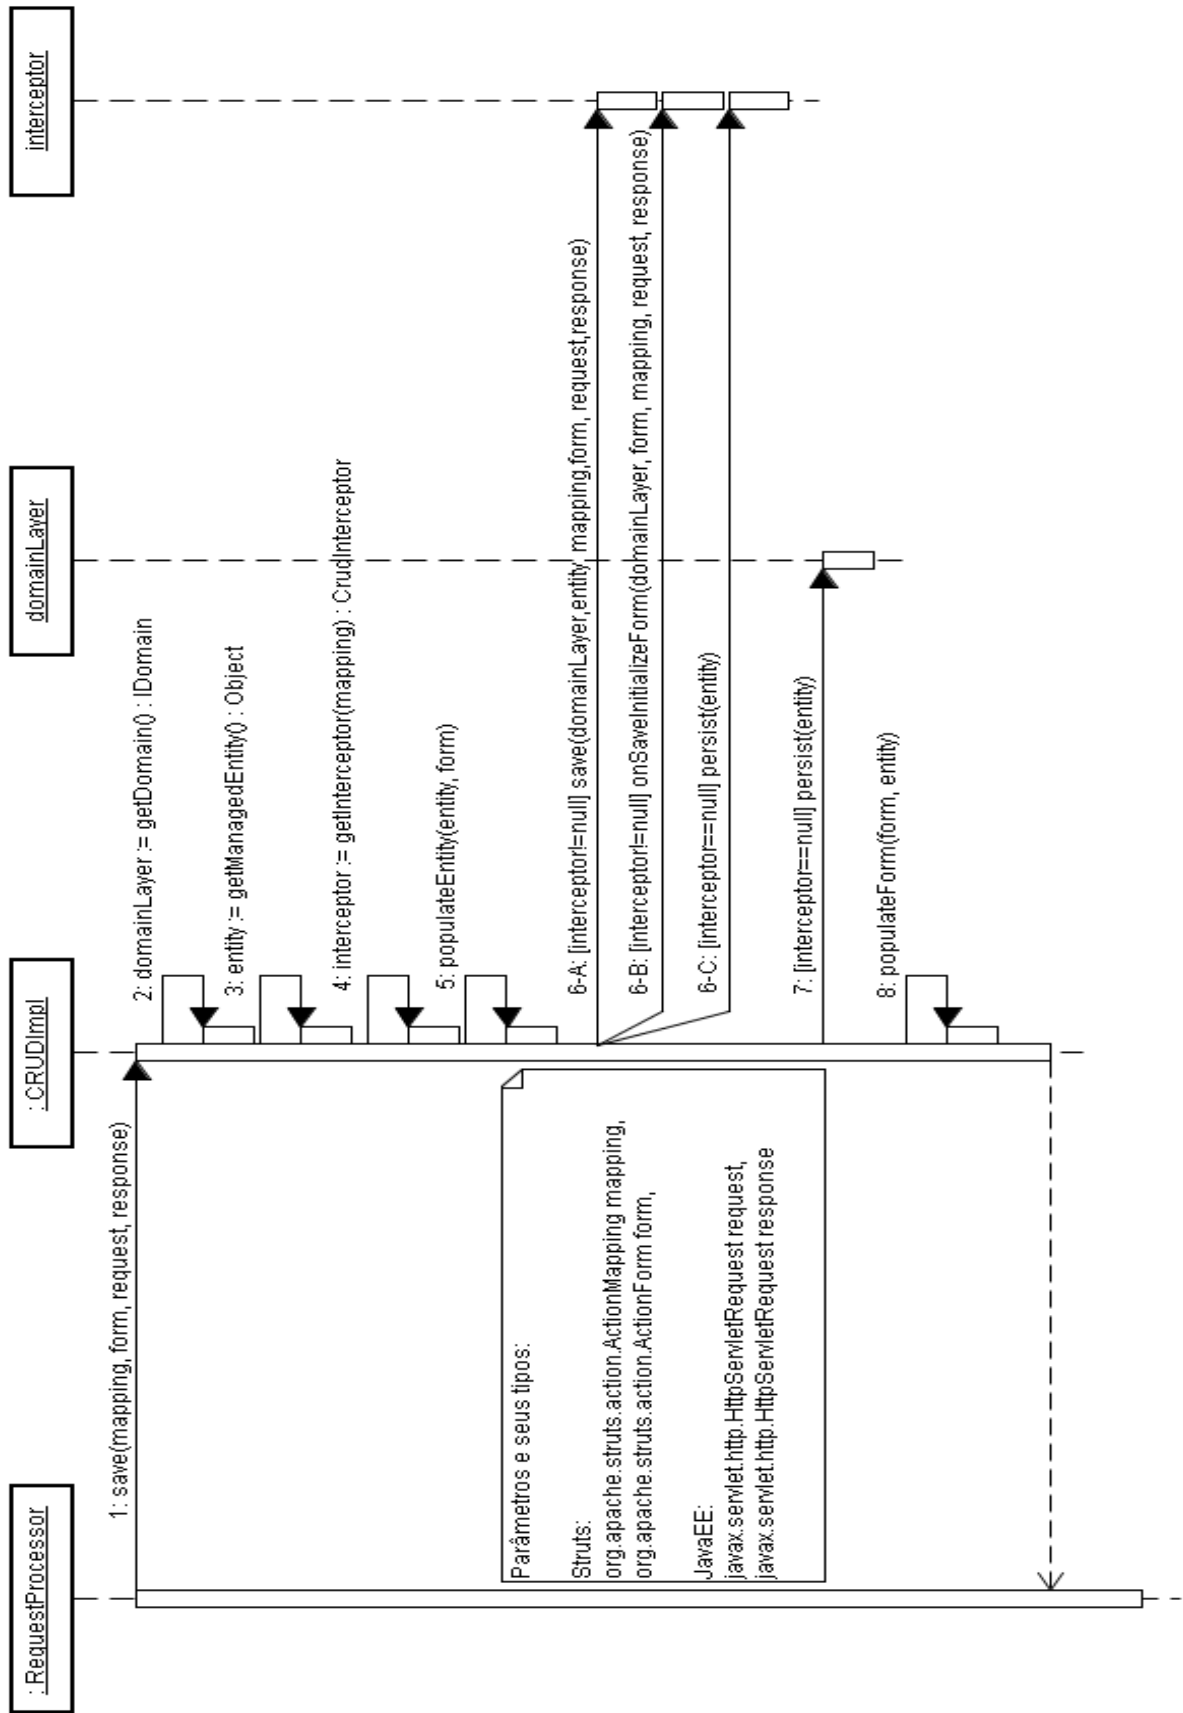 :RequestProcessor
:CRUDImpl
domainLayer
interceptor
1: save(mapping, form, request, response)
2: domainLayer := getDomain() : IDomain
3: entity := getManagedEntity() : Object
4: interceptor := getInterceptor(mapping) : CrudInterceptor
5: populateEntity(entity, form)
Parâmetros e seus tipos:
Struts:
org.apache.struts.action.ActionMapping mapping,
org.apache.struts.action.ActionForm form,
JavaEE:
javax.servlet.http.HttpServletRequest request,
javax.servlet.http.HttpServletRequest response
6-A: [interceptor!=null] save(domainLayer,entity, mapping,form, request,response)
6-B: [interceptor!=null] onSaveInitializeForm(domainLayer, form, mapping, request, response)
6-C: [interceptor==null] persist(entity)
7: [interceptor==null] persist(entity)
8: populateForm(form, entity)